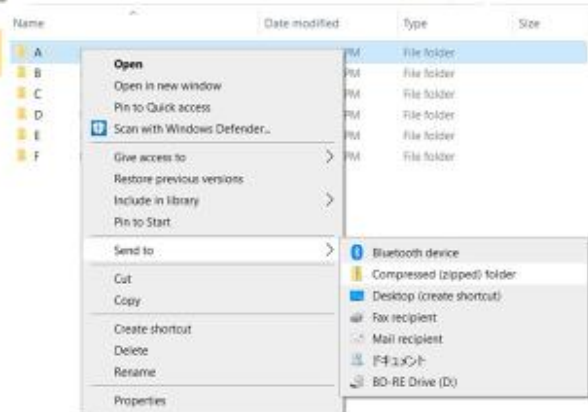 Name Date modified Type Size
A PM File folder
B PM File folder
C PM File folder
D PM File folder
E PM File folder
F PM File folder
Open
Open in new window
Pin to Quick access
Scan with Windows Defender...
Give access to
Restore previous versions
Include in library
Pin to Start
Send to
Cut
Copy
Create shortcut
Delete
Rename
Properties
Bluetooth device
Compressed (zipped) folder
Desktop (create shortcut)
Fax recipient
Mail recipient
ドキュメント
BD-RE Drive (D:)